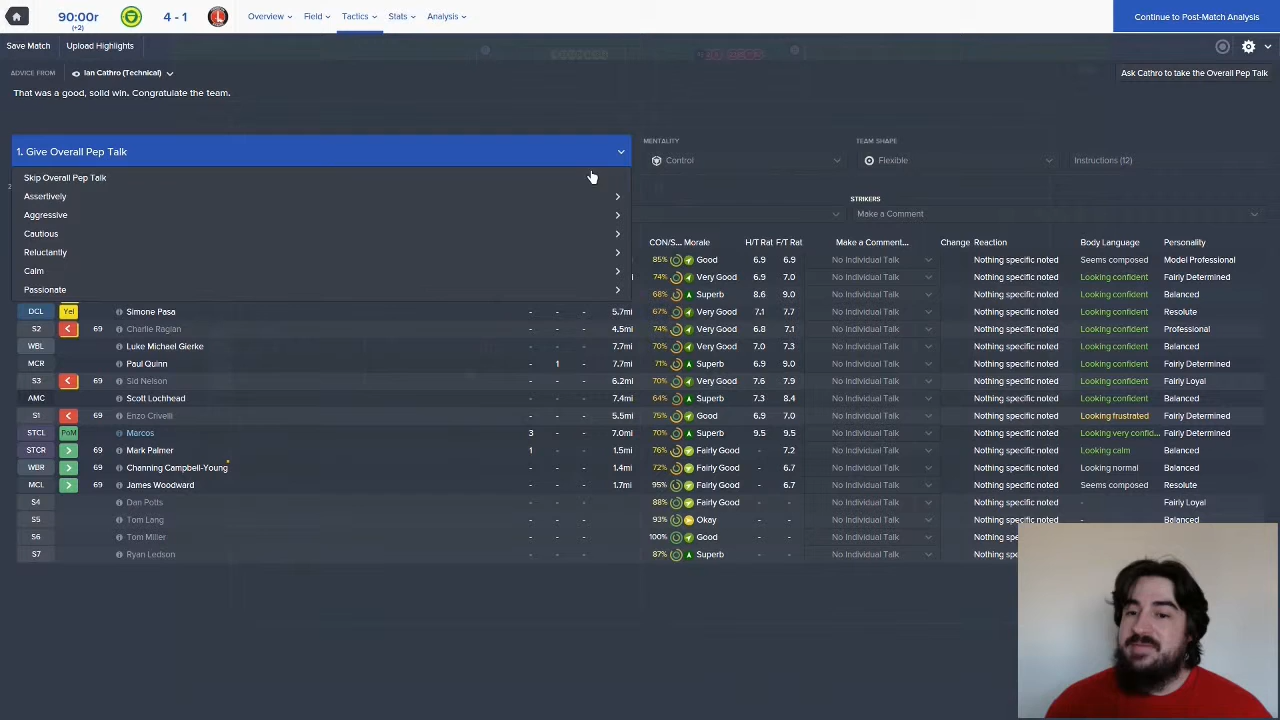 90:00r
(+2)
4 - 1
Overview
Field
Tactics
Stats
Analysis
Continue to Post-Match Analysis
Save Match
Upload Highlights
ADVICE FROM
Ian Cathro (Technical)
Ask Cathro to take the Overall Pep Talk
That was a good, solid win. Congratulate the team.
1. Give Overall Pep Talk
MENTALITY
Control
TEAM SHAPE
Flexible
Instructions (12)
Skip Overall Pep Talk
Assertively
Aggressive
Cautious
Reluctantly
Calm
Passionate
STRIKERS
Make a Comment
CON/S... Morale H/T Rat F/T Rat Make a Comment... Change Reaction Body Language Personality
85% Good 6.9 6.9 No Individual Talk Nothing specific noted Seems composed Model Professional
74% Very Good 6.9 7.0 No Individual Talk Nothing specific noted Looking confident Fairly Determined
68% Superb 8.6 9.0 No Individual Talk Nothing specific noted Looking confident Balanced
DCL Yel Simone Pasa - - - 5.7mi 67% Very Good 7.1 7.7 No Individual Talk Nothing specific noted Looking confident Resolute
S2 69 Charlie Raglan - - - 4.5mi 74% Very Good 6.8 7.1 No Individual Talk Nothing specific noted Looking confident Professional
WBL Luke Michael Gierke - - - 7.7mi 70% Very Good 7.0 7.3 No Individual Talk Nothing specific noted Looking confident Balanced
MCR Paul Quinn - 1 - 7.7mi 71% Superb 6.9 9.0 No Individual Talk Nothing specific noted Looking confident Fairly Determined
S3 69 Sid Nelson - - - 6.2mi 70% Very Good 7.6 7.9 No Individual Talk Nothing specific noted Looking confident Fairly Loyal
AMC Scott Lochhead - - - 7.4mi 64% Superb 7.3 8.4 No Individual Talk Nothing specific noted Looking confident Balanced
S1 69 Enzo Crivelli - - - 5.5mi 75% Good 6.9 7.0 No Individual Talk Nothing specific noted Looking frustrated Fairly Determined
STCL PoM Marcos 3 - - 7.0mi 70% Superb 9.5 9.5 No Individual Talk Nothing specific noted Looking very confid... Fairly Determined
STCR 69 Mark Palmer 1 - - 1.5mi 76% Fairly Good - 7.2 No Individual Talk Nothing specific noted Looking calm Balanced
WBR 69 Channing Campbell-Young - - - 1.4mi 72% Fairly Good - 6.7 No Individual Talk Nothing specific noted Looking normal Balanced
MCL 69 James Woodward - - - 1.7mi 95% Fairly Good - 6.7 No Individual Talk Nothing specific noted Seems composed Resolute
S4 Dan Potts - - - 88% Fairly Good - - No Individual Talk Nothing specific noted - Fairly Loyal
S5 Tom Lang - - - 93% Okay - - No Individual Talk Nothing specific noted - Balanced
S6 Tom Miller - - - 100% Good - - No Individual Talk Nothing
S7 Ryan Ledson - - - 87% Superb - - No Individual Talk Nothing